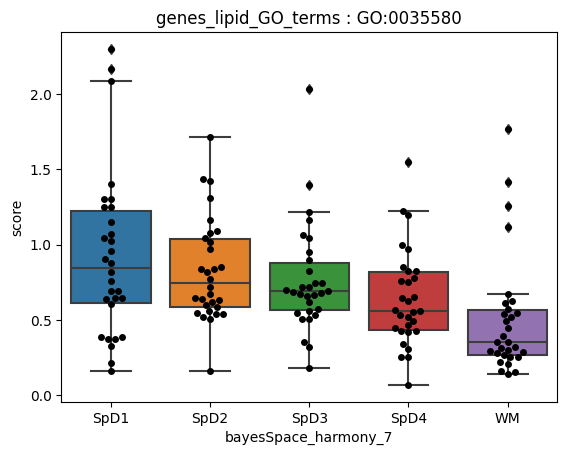 genes_lipid_GO_terms : GO:0035580
score
2.0
1.5
1.0
0.5
0.0
SpD1 SpD2 SpD3 SpD4 WM
bayesSpace_harmony_7